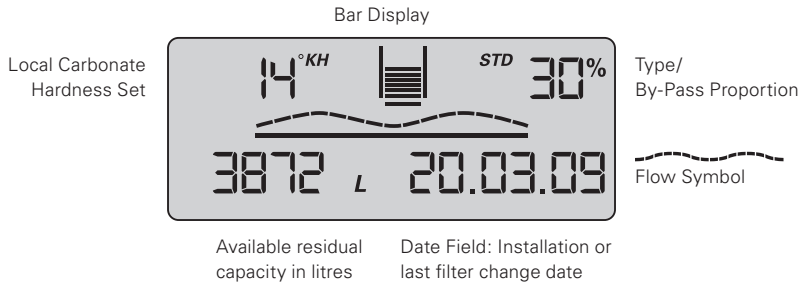 Bar Display
Local Carbonate
Hardness Set
14 °KH
STD 30%
Type/
By-Pass Proportion
3872 L
20.03.09
Flow Symbol
Available residual
capacity in litres
Date Field: Installation or
last filter change date